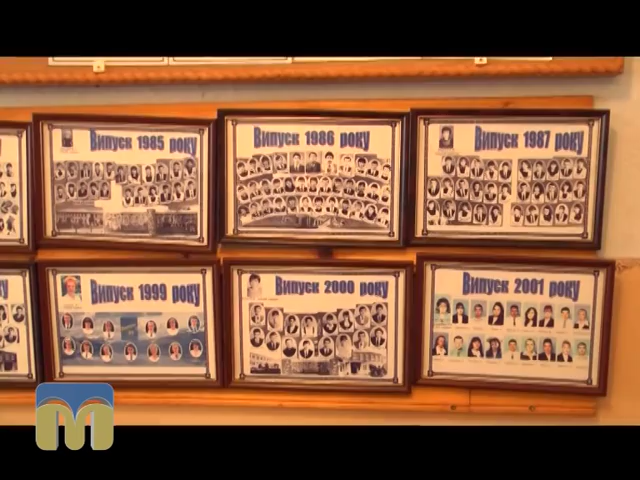 Випуск 1985 року
Випуск 1986 року
Випуск 1987 року
Випуск 1999 року
Випуск 2000 року
Випуск 2001 року
М